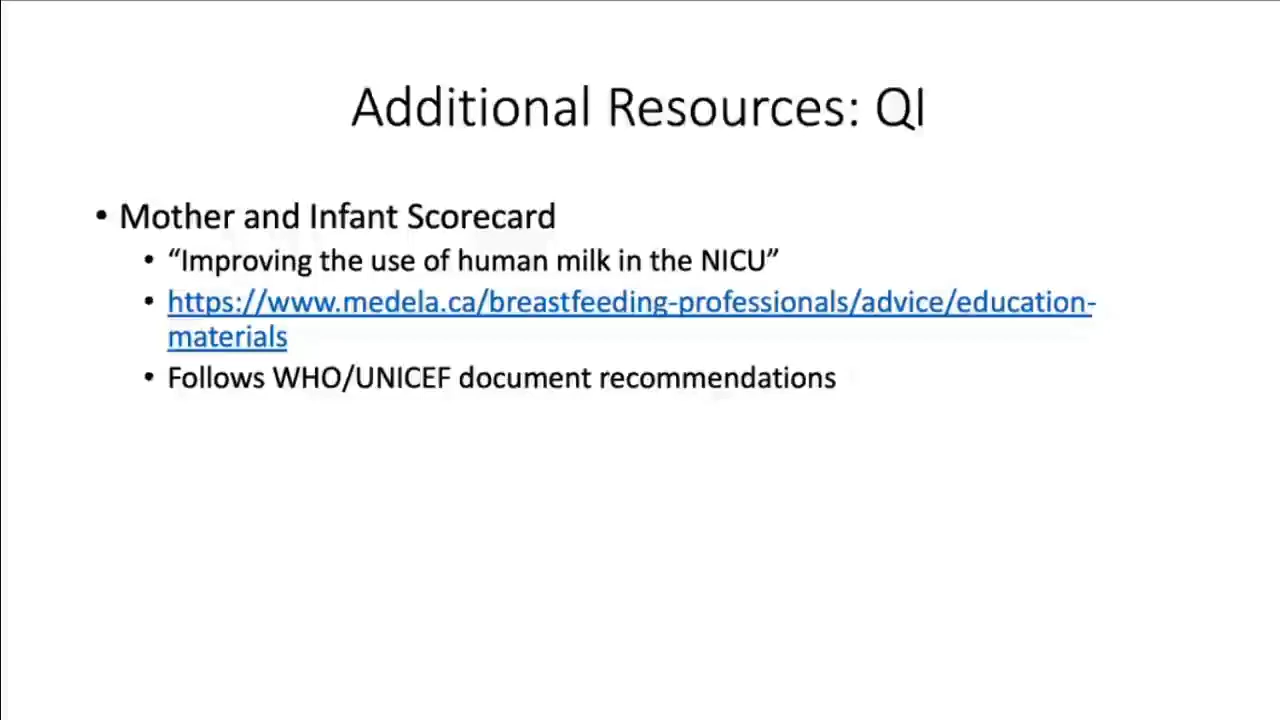 Additional Resources: QI
• Mother and Infant Scorecard
• “Improving the use of human milk in the NICU”
• https://www.medela.ca/breastfeeding-professionals/advice/education-
materials
• Follows WHO/UNICEF document recommendations